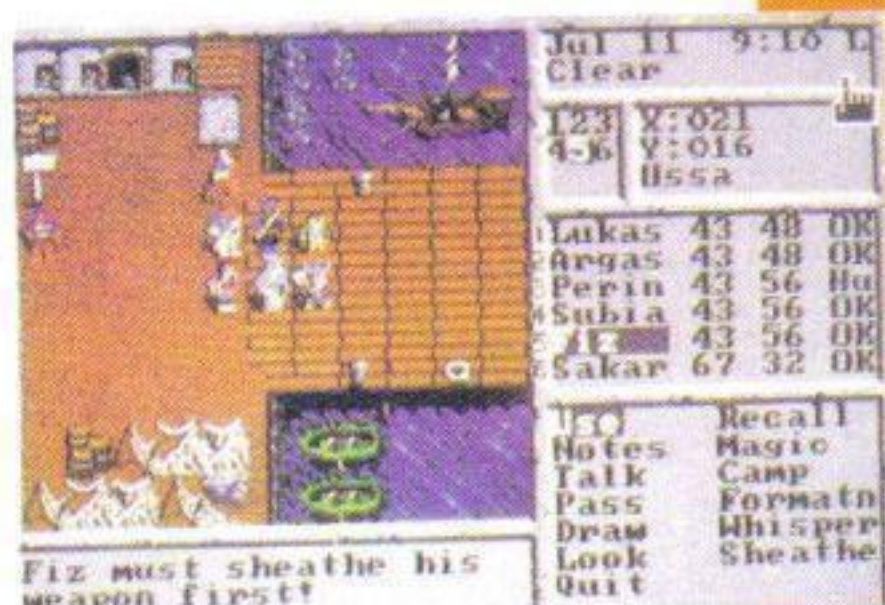 Jul 11 9:16
Clear
123 X:021
Y:016
Ussa
Lukas 43 48 OK
Argas 43 48 OK
Perin 43 56 Hu
Subia 43 56 OK
43 56 OK
Sakar 67 32 OK
Recall
Notes Magic
Talk Camp
Pass Formatn
Draw Whisper
Look Sheathe
Quit
Fiz must sheathe his
weapon first!